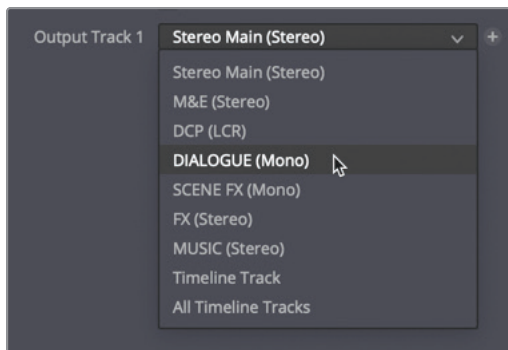 Output Track 1 Stereo Main (Stereo)
Stereo Main (Stereo)
M&E (Stereo)
DCP (LCR)
DIALOGUE (Mono)
SCENE FX (Mono)
FX (Stereo)
MUSIC (Stereo)
Timeline Track
All Timeline Tracks